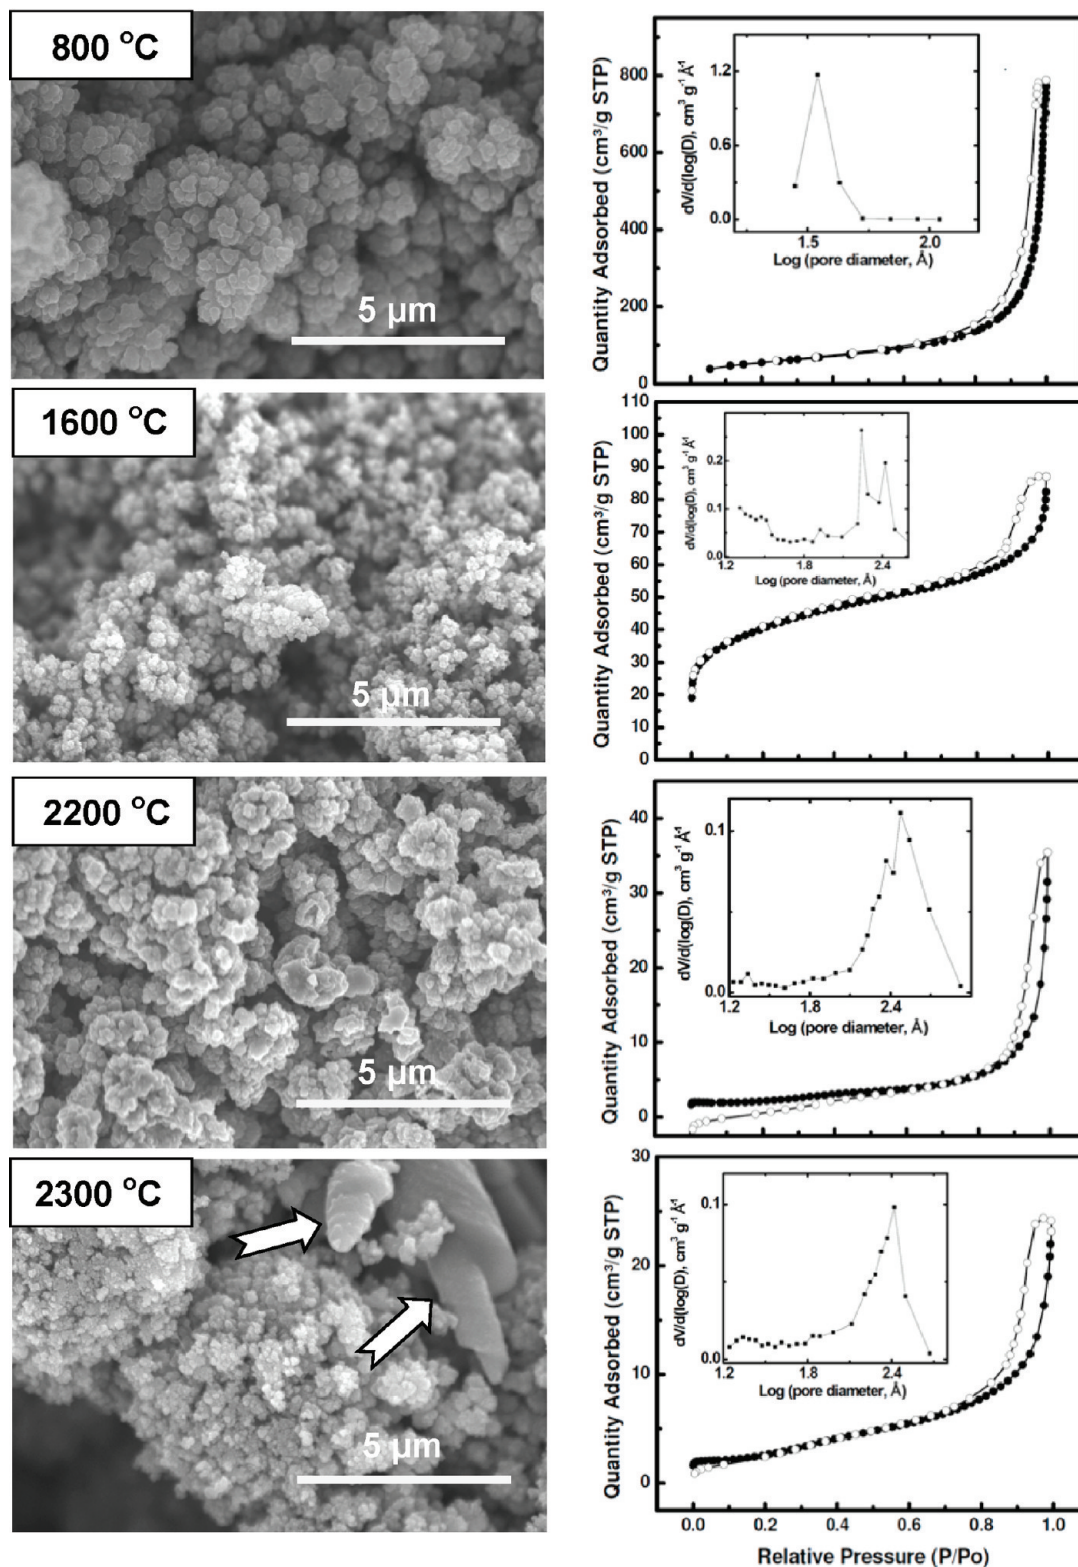 800 °C
5 µm
Quantity Adsorbed (cm³/g STP)
800
600
400
200
0
dV/d(log(D), cm³ g⁻¹ Å⁻¹
1.2
0.6
0.0
1.5
2.0
Log (pore diameter, Å)
1600 °C
5 µm
Quantity Adsorbed (cm³/g STP)
110
100
90
80
70
60
50
40
30
20
10
0
dV/d(log(D), cm³ g⁻¹ Å⁻¹
0.2
0.1
0.0
1.2
1.8
2.4
Log (pore diameter, Å)
2200 °C
5 µm
Quantity Adsorbed (cm³/g STP)
40
30
20
10
0
dV/d(log(D), cm³ g⁻¹ Å⁻¹
0.1
0.0
1.2
1.8
2.4
Log (pore diameter, Å)
2300 °C
5 µm
Quantity Adsorbed (cm³/g STP)
30
20
10
0
dV/d(log(D), cm³ g⁻¹ Å⁻¹
0.1
0.0
1.2
1.8
2.4
Log (pore diameter, Å)
0.0
0.2
0.4
0.6
0.8
1.0
Relative Pressure (P/Po)